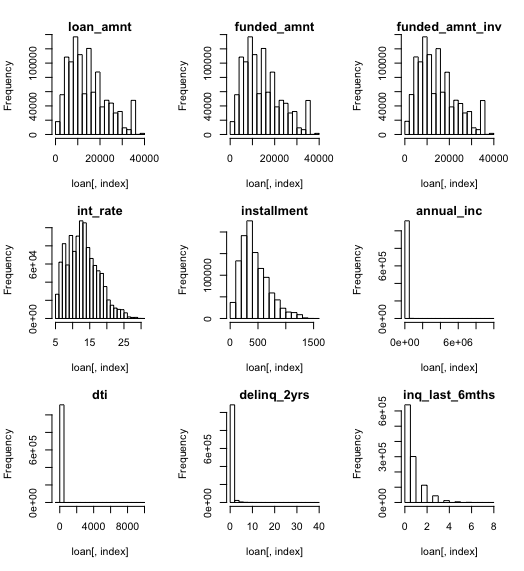 loan_amnt
Frequency
40000 100000
0
0 20000 40000
loan[, index]
funded_amnt
Frequency
40000 100000
0
0 20000 40000
loan[, index]
funded_amnt_inv
Frequency
40000 100000
0
0 20000 40000
loan[, index]
int_rate
Frequency
0e+00 6e+04
5 15 25
loan[, index]
installment
Frequency
0 100000
0 500 1500
loan[, index]
annual_inc
Frequency
0e+00 6e+05
0e+00 6e+06
loan[, index]
dti
Frequency
0e+00 6e+05
0 4000 10000
loan[, index]
delinq_2yrs
Frequency
0e+00 6e+05
0 10 20 30 40
loan[, index]
inq_last_6mths
Frequency
0e+00 3e+05 6e+05
0 2 4 6 8
loan[, index]